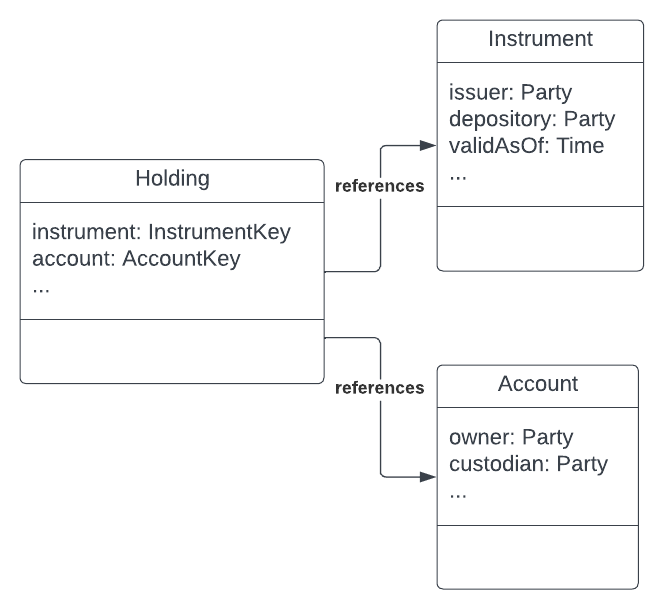 Instrument
issuer: Party
depository: Party
validAsOf: Time
...
Holding
instrument: InstrumentKey
account: AccountKey
...
references
references
Account
owner: Party
custodian: Party
...